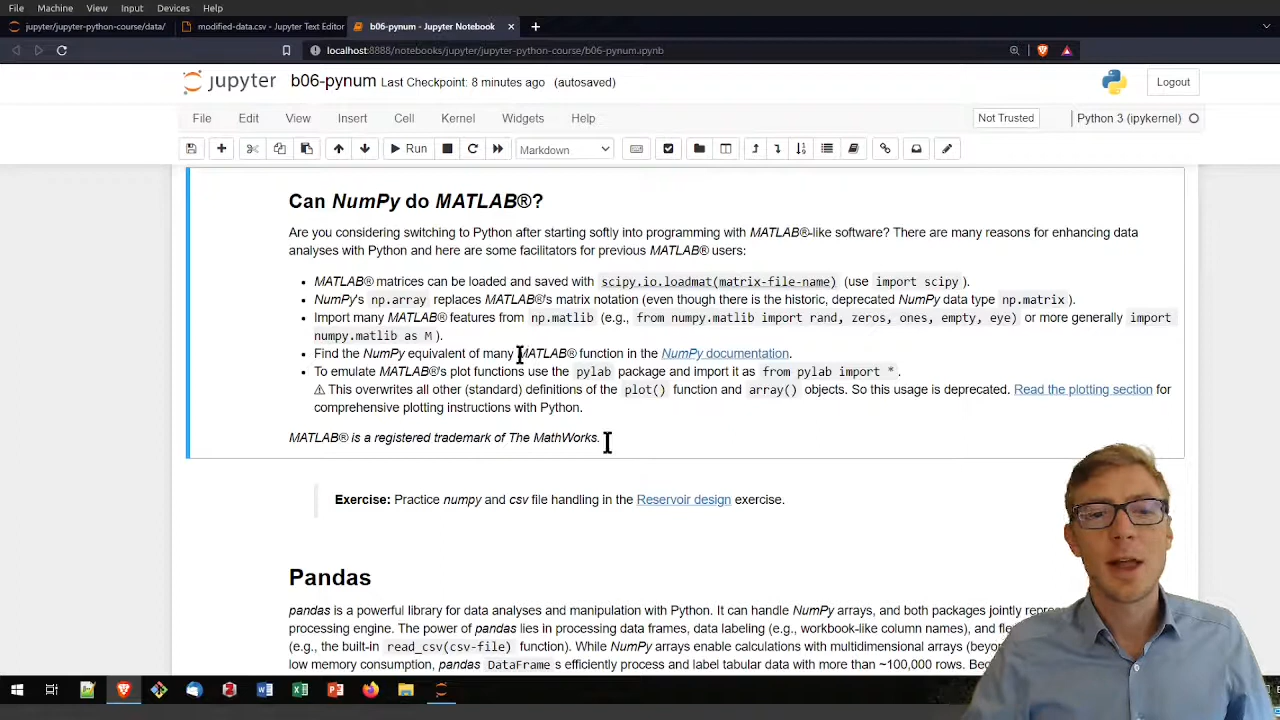 File Machine View Input Devices Help
jupyter/jupyter-python-course/data/ modified-data.csv - Jupyter Text Editor b06-pynum - Jupyter Notebook
localhost:8888/notebooks/jupyter/jupyter-python-course/b06-pynum.ipynb
jupyter b06-pynum Last Checkpoint: 8 minutes ago (autosaved) Logout
File Edit View Insert Cell Kernel Widgets Help Not Trusted Python 3 (ipykernel)
Run Markdown
Can NumPy do MATLAB®?
Are you considering switching to Python after starting softly into programming with MATLAB®-like software? There are many reasons for enhancing data
analyses with Python and here are some facilitators for previous MATLAB® users:
• MATLAB® matrices can be loaded and saved with scipy.io.loadmat(matrix-file-name) (use import scipy ).
• NumPy's np.array replaces MATLAB®'s matrix notation (even though there is the historic, deprecated NumPy data type np.matrix ).
• Import many MATLAB® features from np.matlib (e.g., from numpy.matlib import rand, zeros, ones, empty, eye) or more generally import
numpy.matlib as M ).
• Find the NumPy equivalent of many MATLAB® function in the NumPy documentation.
• To emulate MATLAB®'s plot functions use the pylab package and import it as from pylab import * .
⚠ This overwrites all other (standard) definitions of the plot() function and array() objects. So this usage is deprecated. Read the plotting section for
comprehensive plotting instructions with Python.
MATLAB® is a registered trademark of The MathWorks.
Exercise: Practice numpy and csv file handling in the Reservoir design exercise.
Pandas
pandas is a powerful library for data analyses and manipulation with Python. It can handle NumPy arrays, and both packages jointly
processing engine. The power of pandas lies in processing data frames, data labeling (e.g., workbook-like column names), and
(e.g., the built-in read_csv(csv-file) function). While NumPy arrays enable calculations with multidimensional arrays
low memory consumption, pandas DataFrame s efficiently process and label tabular data with more than ~100,000 rows.